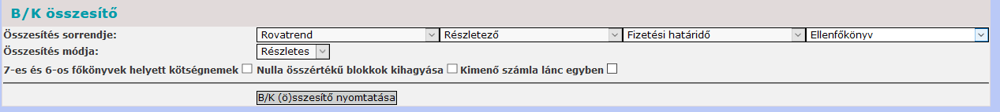 B/K összesítő
Összesítés sorrendje: Rovatrend Részletező Fizetési határidő Ellenfőkönyv
Összesítés módja: Részletes
7-es és 6-os főkönyvek helyett kötségnemek Nulla összértékű blokkok kihagyása Kimenő számla lánc egyben
B/K (ö)sszesítő nyomtatása